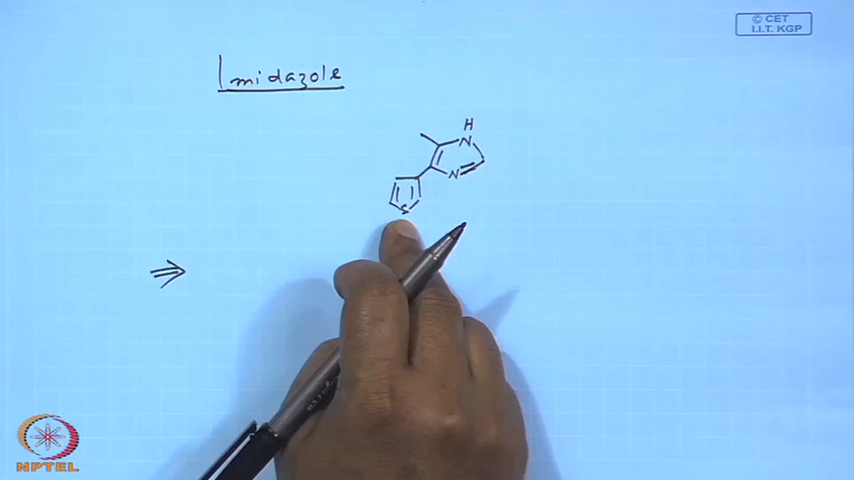 © CET
I.I.T. KGP
Imidazole
H
N
N
S
NPTEL